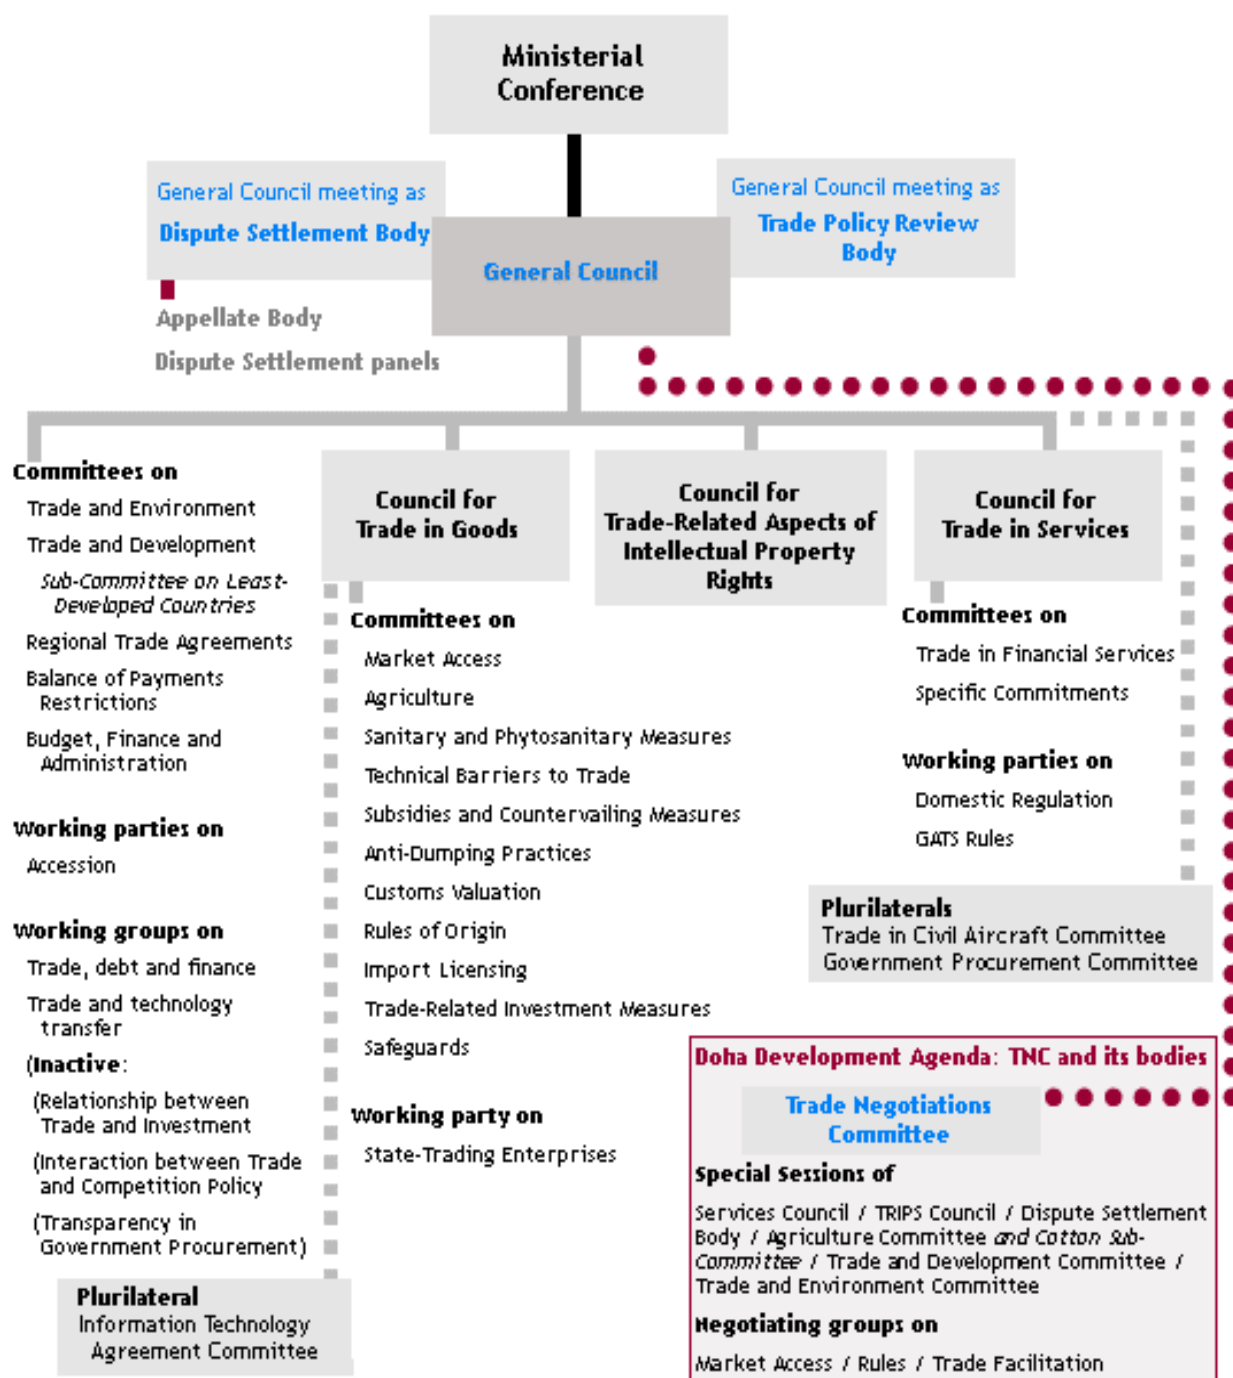 Ministerial
Conference
General Council meeting as
Dispute Settlement Body
General Council meeting as
Trade Policy Review
Body
General Council
Appellate Body
Dispute Settlement panels
Committees on
Trade and Environment
Trade and Development
Sub-Committee on Least-
Developed Countries
Regional Trade Agreements
Balance of Payments
Restrictions
Budget, Finance and
Administration
Working parties on
Accession
Working groups on
Trade, debt and finance
Trade and technology
transfer
(Inactive:
(Relationship between
Trade and Investment
(Interaction between Trade
and Competition Policy
(Transparency in
Government Procurement)
Plurilateral
Information Technology
Agreement Committee
Council for
Trade in Goods
Committees on
Market Access
Agriculture
Sanitary and Phytosanitary Measures
Technical Barriers to Trade
Subsidies and Countervailing Measures
Anti-Dumping Practices
Customs Valuation
Rules of Origin
Import Licensing
Trade-Related Investment Measures
Safeguards
Working party on
State-Trading Enterprises
Council for
Trade-Related Aspects of
Intellectual Property
Rights
Council for
Trade in Services
Committees on
Trade in Financial Services
Specific Commitments
Working parties on
Domestic Regulation
GATS Rules
Plurilaterals
Trade in Civil Aircraft Committee
Government Procurement Committee
Doha Development Agenda: TNC and its bodies
Trade Negotiations
Committee
Special Sessions of
Services Council / TRIPS Council / Dispute Settlement
Body / Agriculture Committee and Cotton Sub-
Committee / Trade and Development Committee /
Trade and Environment Committee
Negotiating groups on
Market Access / Rules / Trade Facilitation